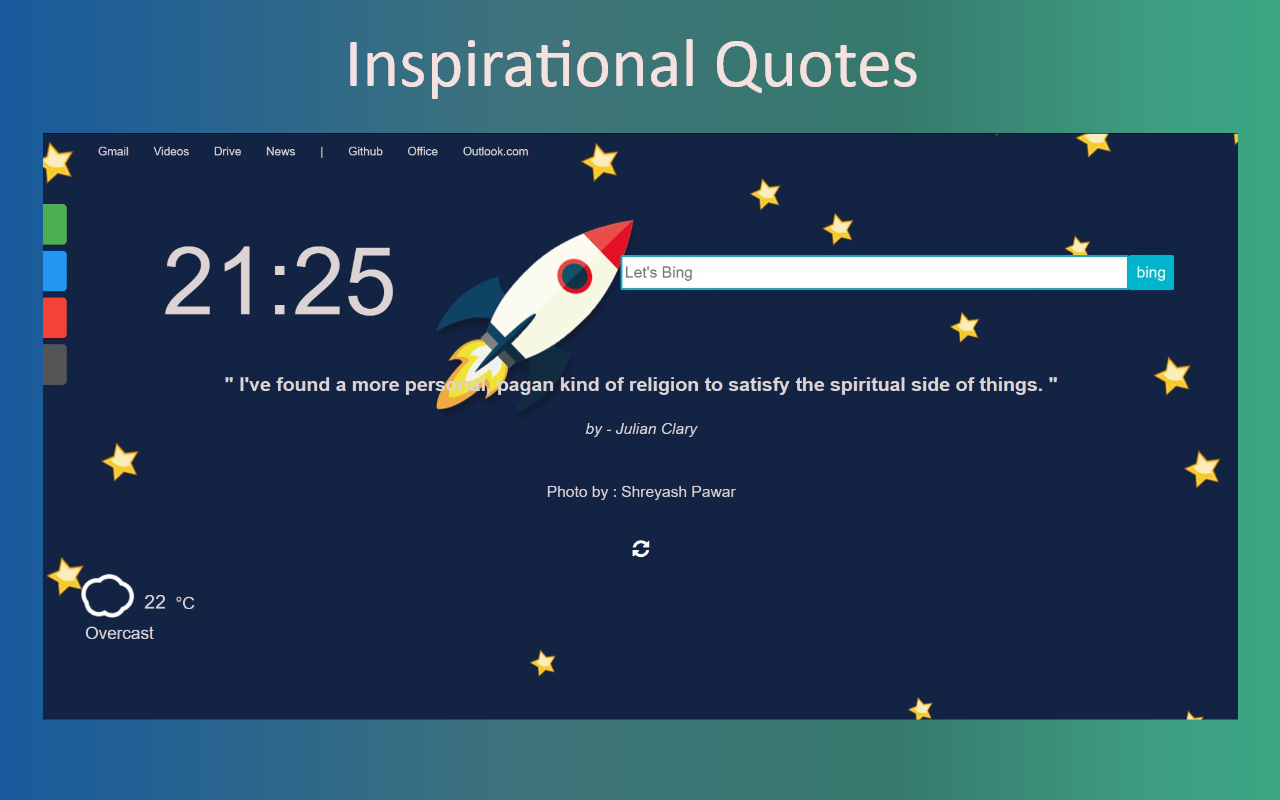 Inspirational Quotes
Gmail Videos Drive News | Github Office Outlook.com
21:25
Let's Bing bing
" I've found a more personal, pagan kind of religion to satisfy the spiritual side of things. "
by - Julian Clary
Photo by : Shreyash Pawar
22 °C
Overcast